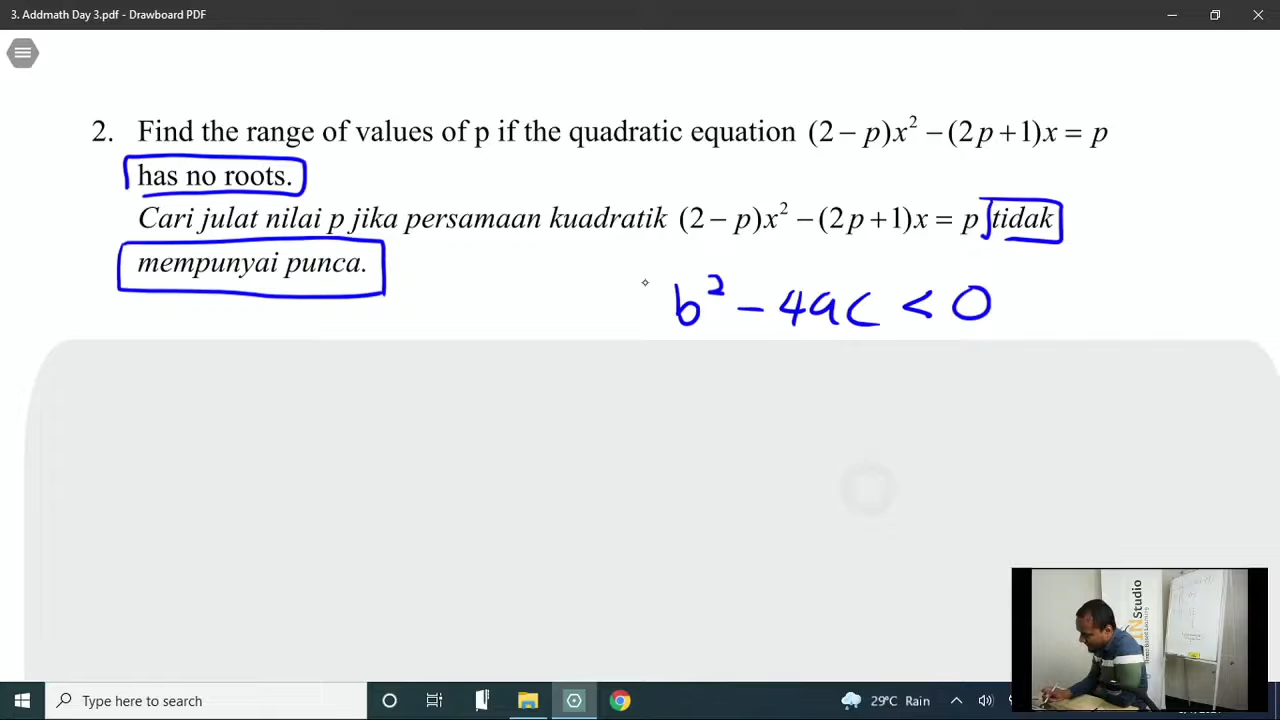 3. Addmath Day 3.pdf - Drawboard PDF
2. Find the range of values of p if the quadratic equation (2 − p)x² − (2p + 1)x = p
has no roots.
Cari julat nilai p jika persamaan kuadratik (2 − p)x² − (2p + 1)x = p tidak
mempunyai punca.
b² − 4ac < 0
INStudio
Type here to search
29°C Rain